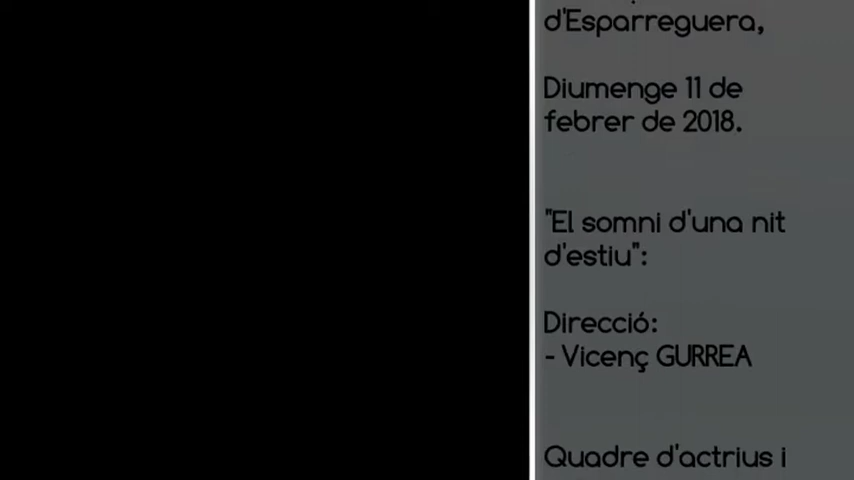 d'Esparreguera,
Diumenge 11 de
febrer de 2018.
"El somni d'una nit
d'estiu":
Direcció:
- Vicenç GURREA
Quadre d'actrius i